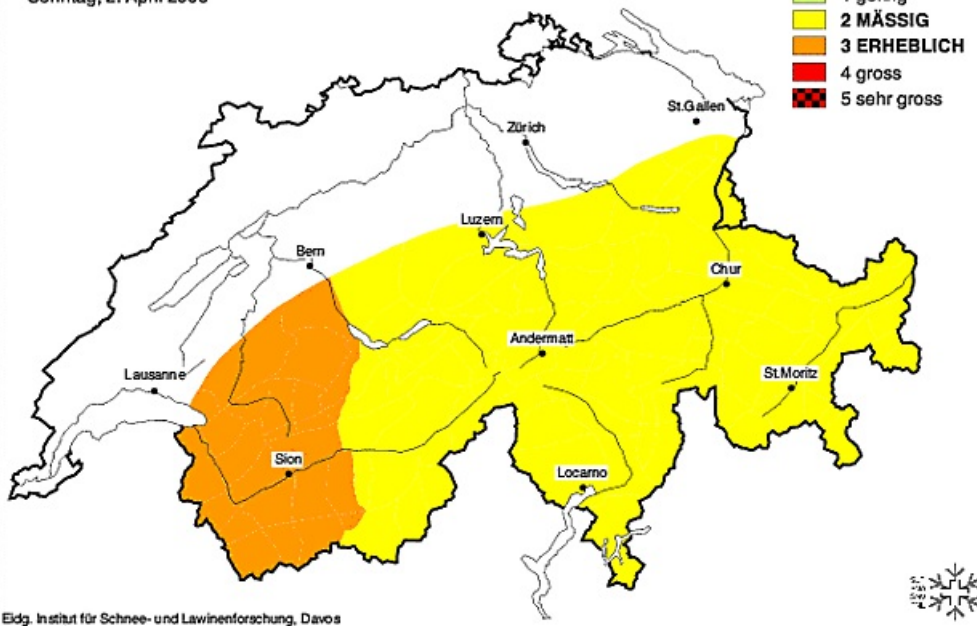 2 MÄSSIG
3 ERHEBLICH
4 gross
5 sehr gross
St.Gallen
Zürich
Luzern
Bern
Chur
Andermatt
Lausanne
St.Moritz
Sion
Locarno
Eidg. Institut für Schnee- und Lawinenforschung, Davos